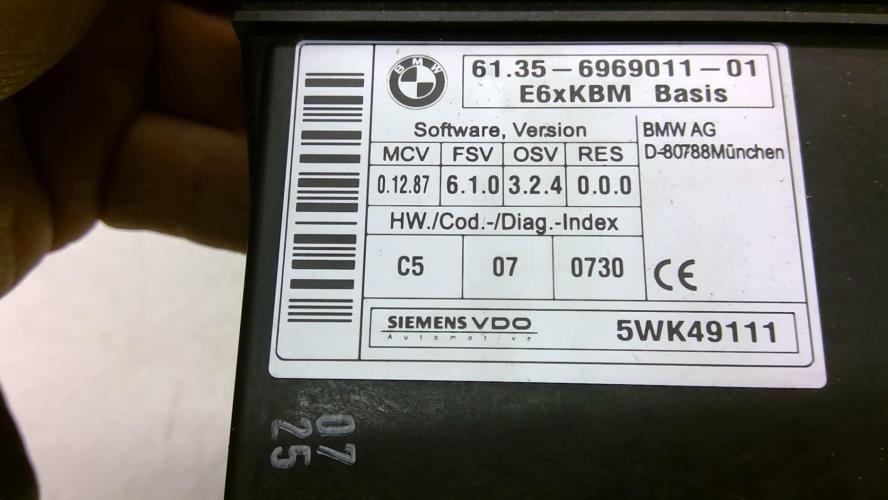 BMW
61.35-6969011-01
E6xKBM Basis
Software, Version
MCV FSV OSV RES
0.12.87 6.1.0 3.2.4 0.0.0
BMW AG
D-80788München
HW./Cod.-/Diag.-Index
C5 07 0730
CE
SIEMENS VDO
Automotive
5WK49111
07
25